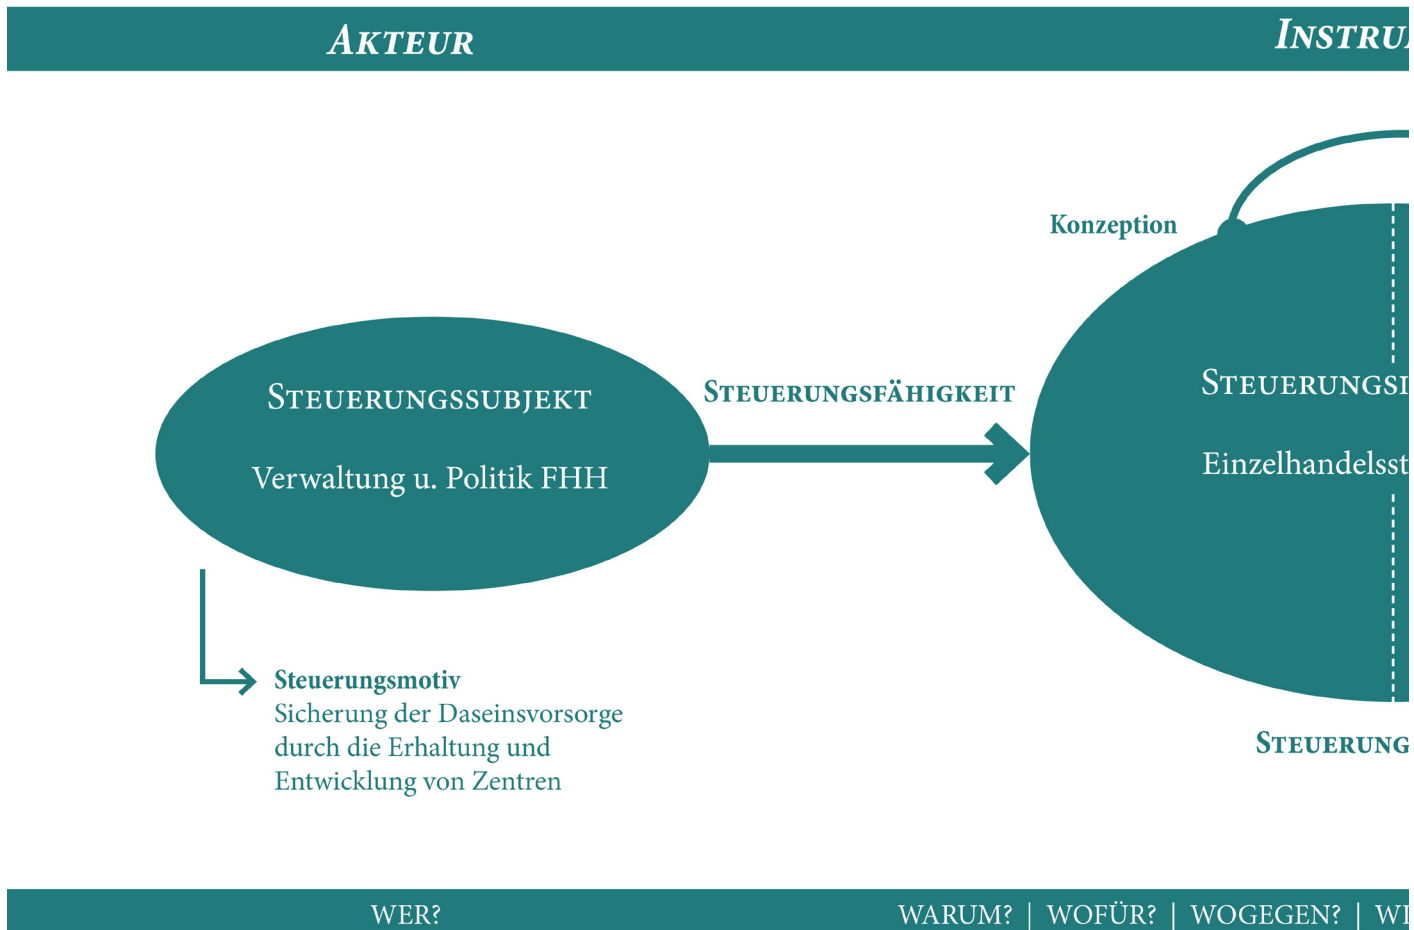 AKTEUR
Konzeption
STEUERUNGSSUBJEKT
Verwaltung u. Politik FHH
STEUERUNGSFÄHIGKEIT
Steuerungsmotiv
Sicherung der Daseinsvorsorge
durch die Erhaltung und
Entwicklung von Zentren
WER?
WARUM? | WOFÜR? | WOGEGEN? |